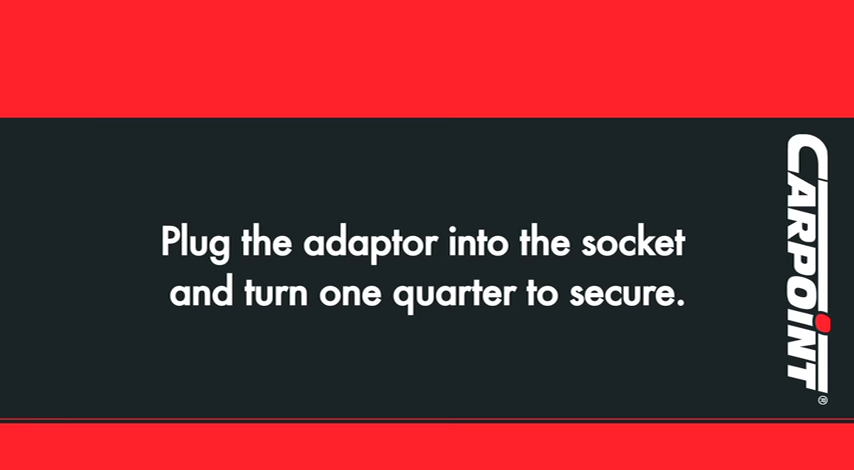 Plug the adaptor into the socket
and turn one quarter to secure.
CARPOINT®